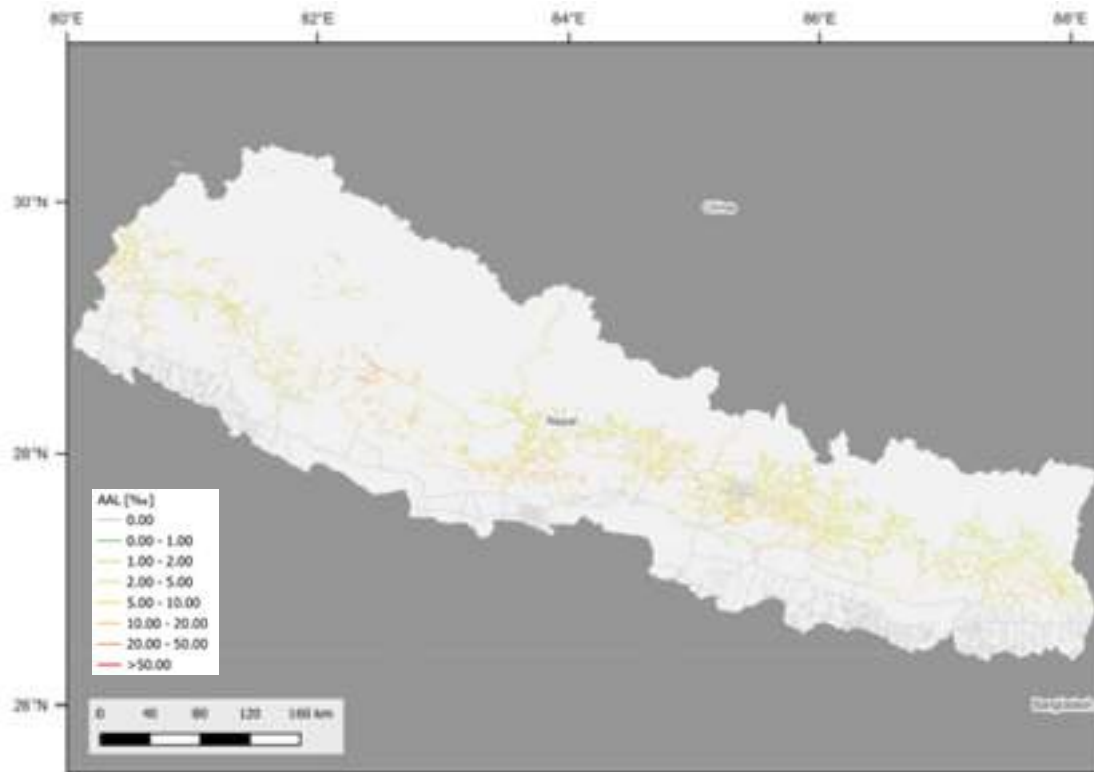 80°E 82°E 84°E 86°E 88°E
30°N
China
28°N
Nepal
AAL [‰]
0.00
0.00 - 1.00
1.00 - 2.00
2.00 - 5.00
5.00 - 10.00
10.00 - 20.00
20.00 - 50.00
>50.00
26°N
Bangladesh
0 40 80 120 160 km